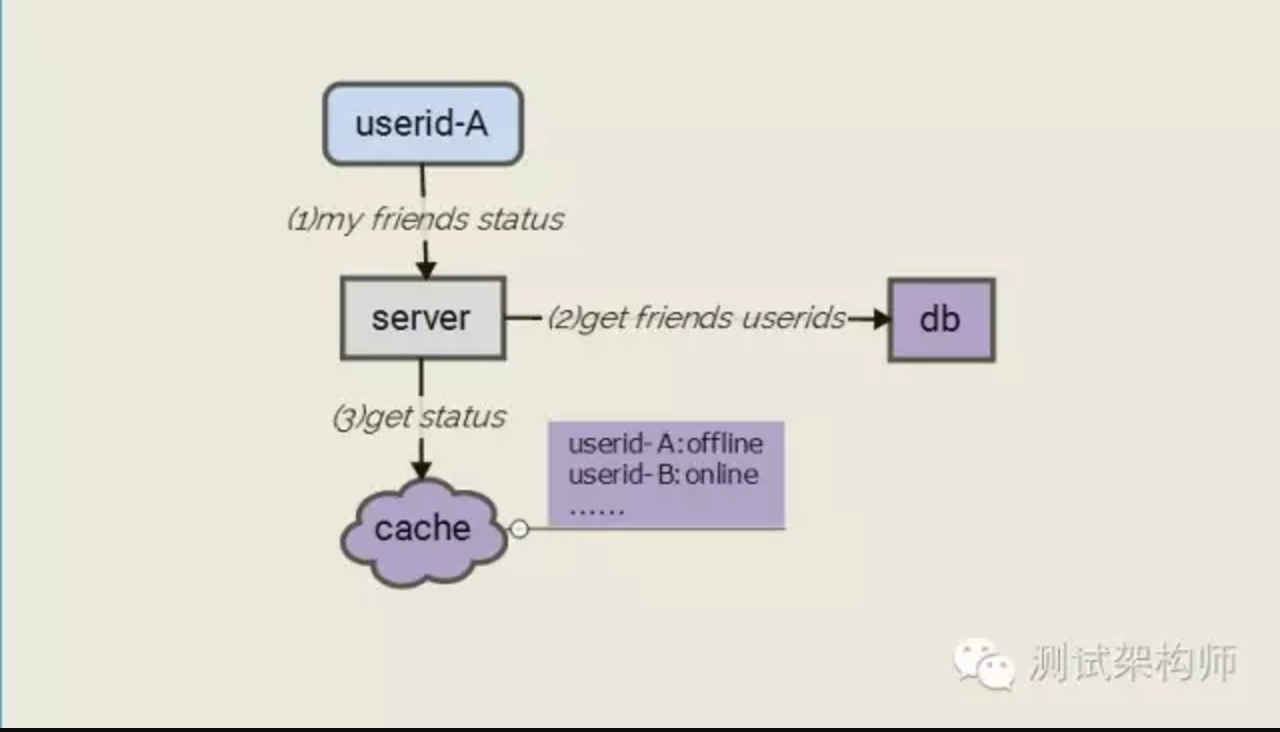 userid-A
(1)my friends status
server
(2)get friends userids
db
(3)get status
userid-A:offline
userid-B:online
......
cache
测试架构师